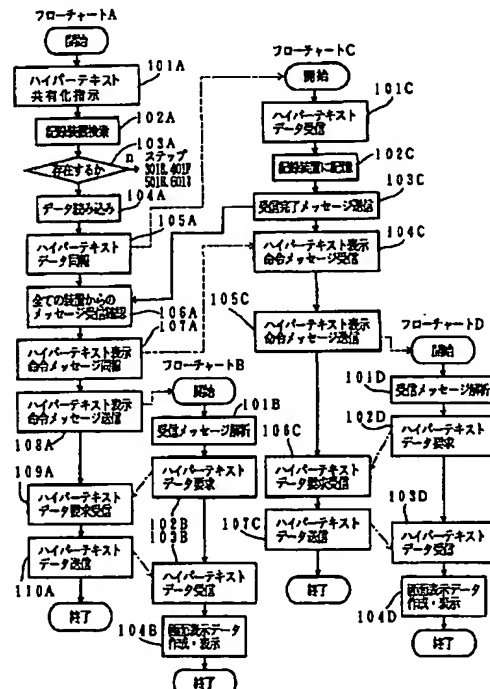 フローチャートA
開始
ハイパーテキスト
共有化指示
101A
記録装置検索
102A
存在するか
103A
n ステップ
301E,401F
データ読み込み
104A
ハイパーテキスト
データ同報
105A
全ての装置からの
メッセージ受信確認
106A
ハイパーテキスト表示
命令メッセージ同報
107A
ハイパーテキスト表示
命令メッセージ送信
108A
ハイパーテキスト
データ要求受信
109A
ハイパーテキスト
データ送信
110A
終了
フローチャートB
開始
101B
受信メッセージ解析
ハイパーテキスト
データ要求
102B
103B
ハイパーテキスト
データ受信
104B
画面表示データ
作成・表示
終了
フローチャートC
開始
101C
ハイパーテキスト
データ受信
記録装置に記憶
102C
103C
受信完了メッセージ送信
ハイパーテキスト表示
命令メッセージ受信
104C
105C
ハイパーテキスト表示
命令メッセージ送信
106C
ハイパーテキスト
データ要求受信
107C
ハイパーテキスト
データ送信
終了
フローチャートD
開始
101D
受信メッセージ解析
102D
ハイパーテキスト
データ要求
103D
ハイパーテキスト
データ受信
画面表示データ
作成・表示
104D
終了